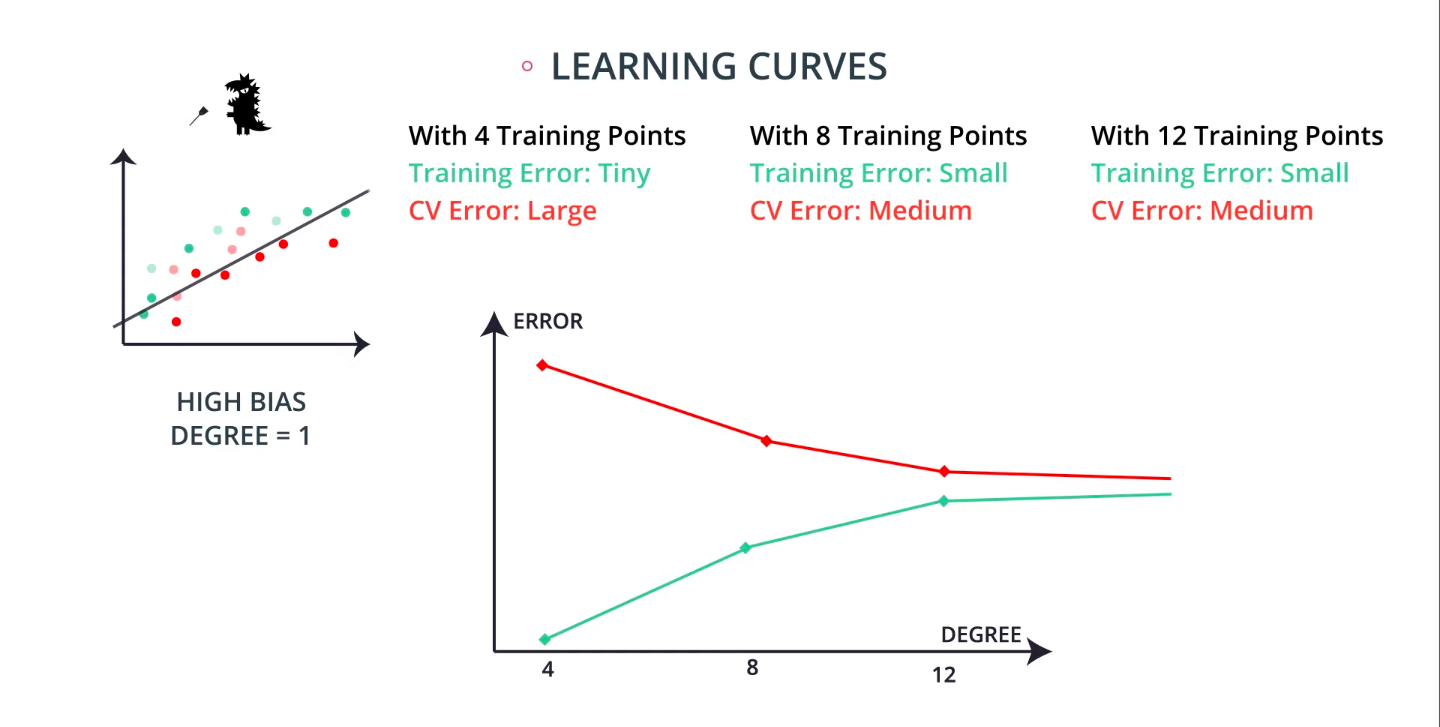 LEARNING CURVES
With 4 Training Points
Training Error: Tiny
CV Error: Large
With 8 Training Points
Training Error: Small
CV Error: Medium
With 12 Training Points
Training Error: Small
CV Error: Medium
HIGH BIAS
DEGREE = 1
ERROR
DEGREE
4
8
12